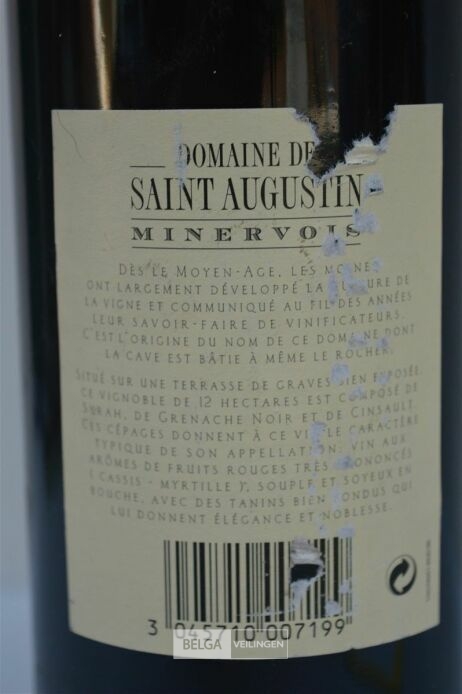 DOMAINE DE
SAINT AUGUSTIN
MINERVOIS
DÈS LE MOYEN-AGE, LES MOINES
ONT LARGEMENT DÉVELOPPÉ LA CULTURE DE
LA VIGNE ET COMMUNIQUÉ AU FIL DES ANNÉES
LEUR SAVOIR-FAIRE DE VINIFICATEURS.
C'EST L'ORIGINE DU NOM DE CE DOMAINE DONT
LA CAVE EST BÂTIE À MÊME LE ROCHER.
SITUÉ SUR UNE TERRASSE DE GRAVES BIEN EXPOSÉE,
CE VIGNOBLE DE 12 HECTARES EST COMPOSÉ DE
SYRAH, DE GRENACHE NOIR ET DE CINSAULT.
CES CÉPAGES DONNENT À CE VIN LE CARACTÈRE
TYPIQUE DE SON APPELLATION: VIN AUX
ARÔMES DE FRUITS ROUGES TRÈS PRONONCÉS
( CASSIS - MYRTILLE ), SOUPLE ET SOYEUX EN
BOUCHE, AVEC DES TANINS BIEN FONDUS QUI
LUI DONNENT ÉLÉGANCE ET NOBLESSE.
3 045710 007199
BELGA VEILINGEN